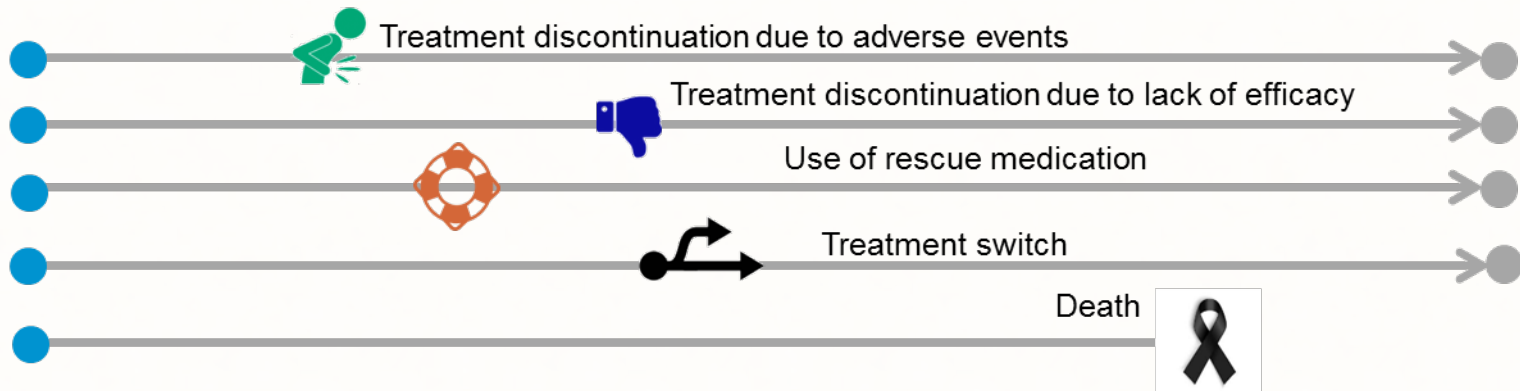 Treatment discontinuation due to adverse events
Treatment discontinuation due to lack of efficacy
Use of rescue medication
Treatment switch
Death